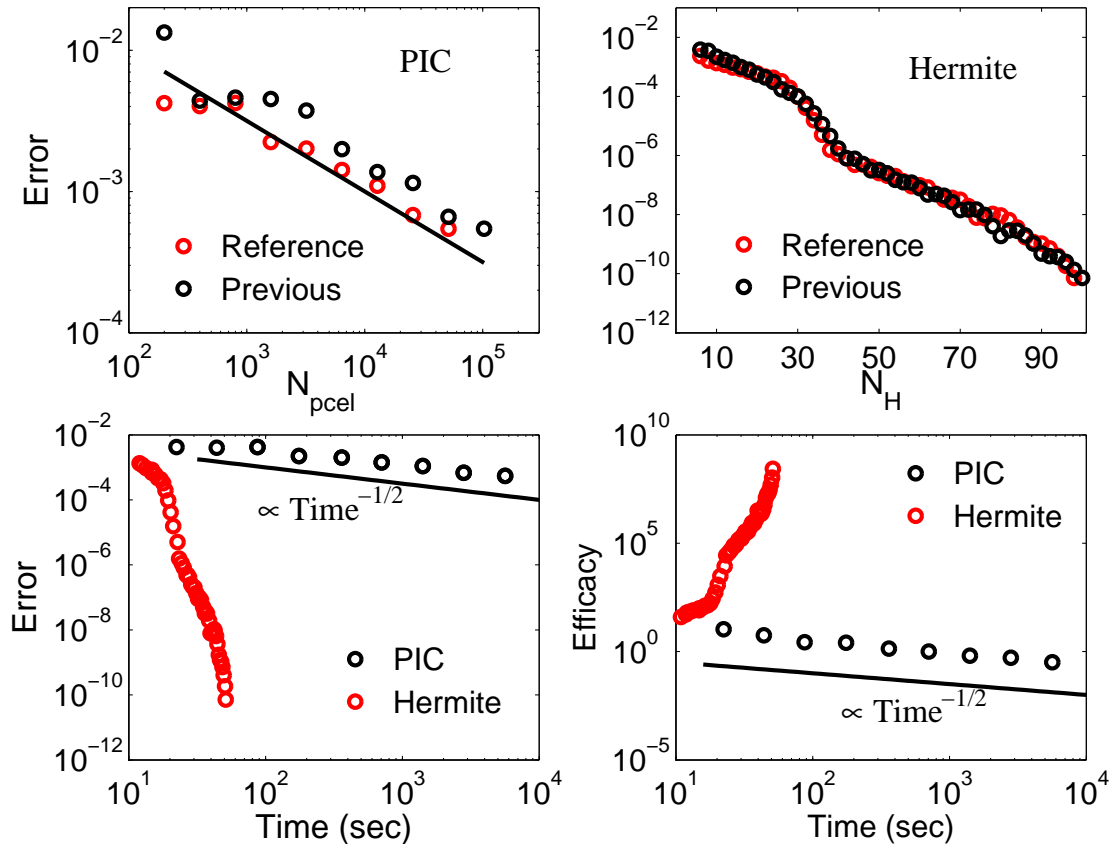 PIC
10^−2
10^−3
10^−4
Error
Reference
Previous
10^2 10^3 10^4 10^5
N_pcel
Hermite
10^−2
10^−4
10^−6
10^−8
10^−10
10^−12
Reference
Previous
10 30 50 70 90
N_H
10^−2
10^−4
10^−6
10^−8
10^−10
10^−12
Error
∝ Time^−1/2
PIC
Hermite
10^1 10^2 10^3 10^4
Time (sec)
10^10
10^5
10^0
10^−5
Efficacy
PIC
Hermite
∝ Time^−1/2
10^1 10^2 10^3 10^4
Time (sec)